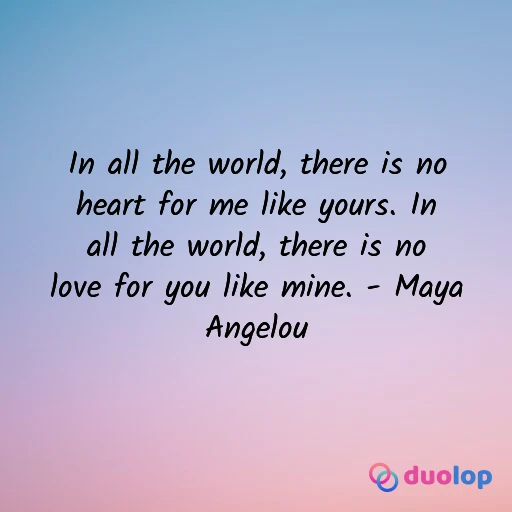 In all the world, there is no
heart for me like yours. In
all the world, there is no
love for you like mine. - Maya
Angelou
duolop